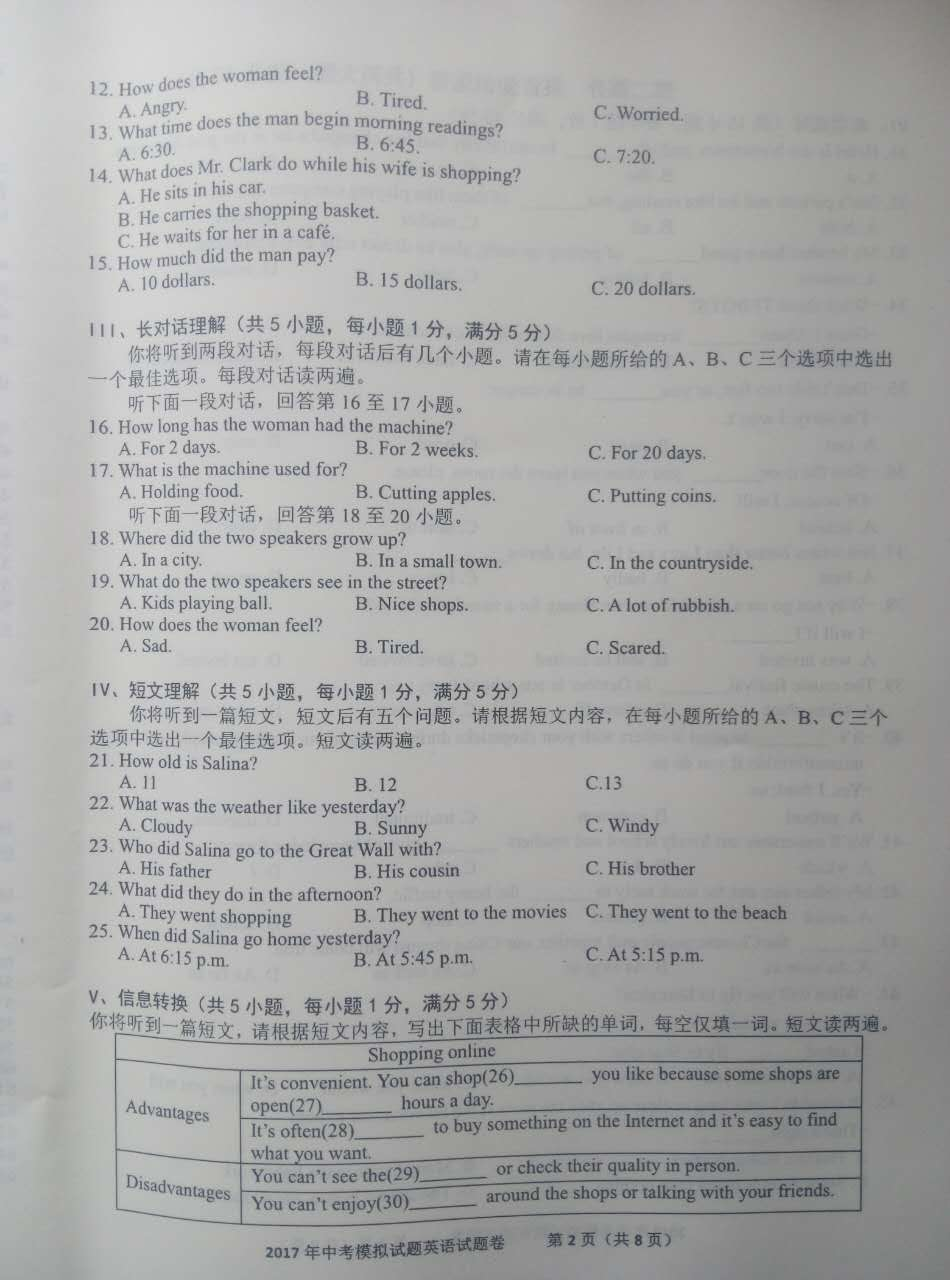 12. How does the woman feel?
A. Angry. B. Tired. C. Worried.
13. What time does the man begin morning readings?
A. 6:30. B. 6:45. C. 7:20.
14. What does Mr. Clark do while his wife is shopping?
A. He sits in his car.
B. He carries the shopping basket.
C. He waits for her in a café.
15. How much did the man pay?
A. 10 dollars. B. 15 dollars. C. 20 dollars.
III、长对话理解（共 5 小题，每小题 1 分，满分 5 分）
你将听到两段对话，每段对话后有几个小题。请在每小题所给的 A、B、C 三个选项中选出
一个最佳选项。每段对话读两遍。
听下面一段对话，回答第 16 至 17 小题。
16. How long has the woman had the machine?
A. For 2 days. B. For 2 weeks. C. For 20 days.
17. What is the machine used for?
A. Holding food. B. Cutting apples. C. Putting coins.
听下面一段对话，回答第 18 至 20 小题。
18. Where did the two speakers grow up?
A. In a city. B. In a small town. C. In the countryside.
19. What do the two speakers see in the street?
A. Kids playing ball. B. Nice shops. C. A lot of rubbish.
20. How does the woman feel?
A. Sad. B. Tired. C. Scared.
IV、短文理解（共 5 小题，每小题 1 分，满分 5 分）
你将听到一篇短文，短文后有五个问题。请根据短文内容，在每小题所给的 A、B、C 三个
选项中选出一个最佳选项。短文读两遍。
21. How old is Salina?
A. 11 B. 12 C.13
22. What was the weather like yesterday?
A. Cloudy B. Sunny C. Windy
23. Who did Salina go to the Great Wall with?
A. His father B. His cousin C. His brother
24. What did they do in the afternoon?
A. They went shopping B. They went to the movies C. They went to the beach
25. When did Salina go home yesterday?
A. At 6:15 p.m. B. At 5:45 p.m. C. At 5:15 p.m.
V、信息转换（共 5 小题，每小题 1 分，满分 5 分）
你将听到一篇短文，请根据短文内容，写出下面表格中所缺的单词，每空仅填一词。短文读两遍。
Shopping online
Advantages
It's convenient. You can shop(26)________ you like because some shops are
open(27)________ hours a day.
It's often(28)________ to buy something on the Internet and it's easy to find
what you want.
Disadvantages
You can't see the(29)________ or check their quality in person.
You can't enjoy(30)________ around the shops or talking with your friends.
2017 年中考模拟试题英语试题卷 第 2 页（共 8 页）